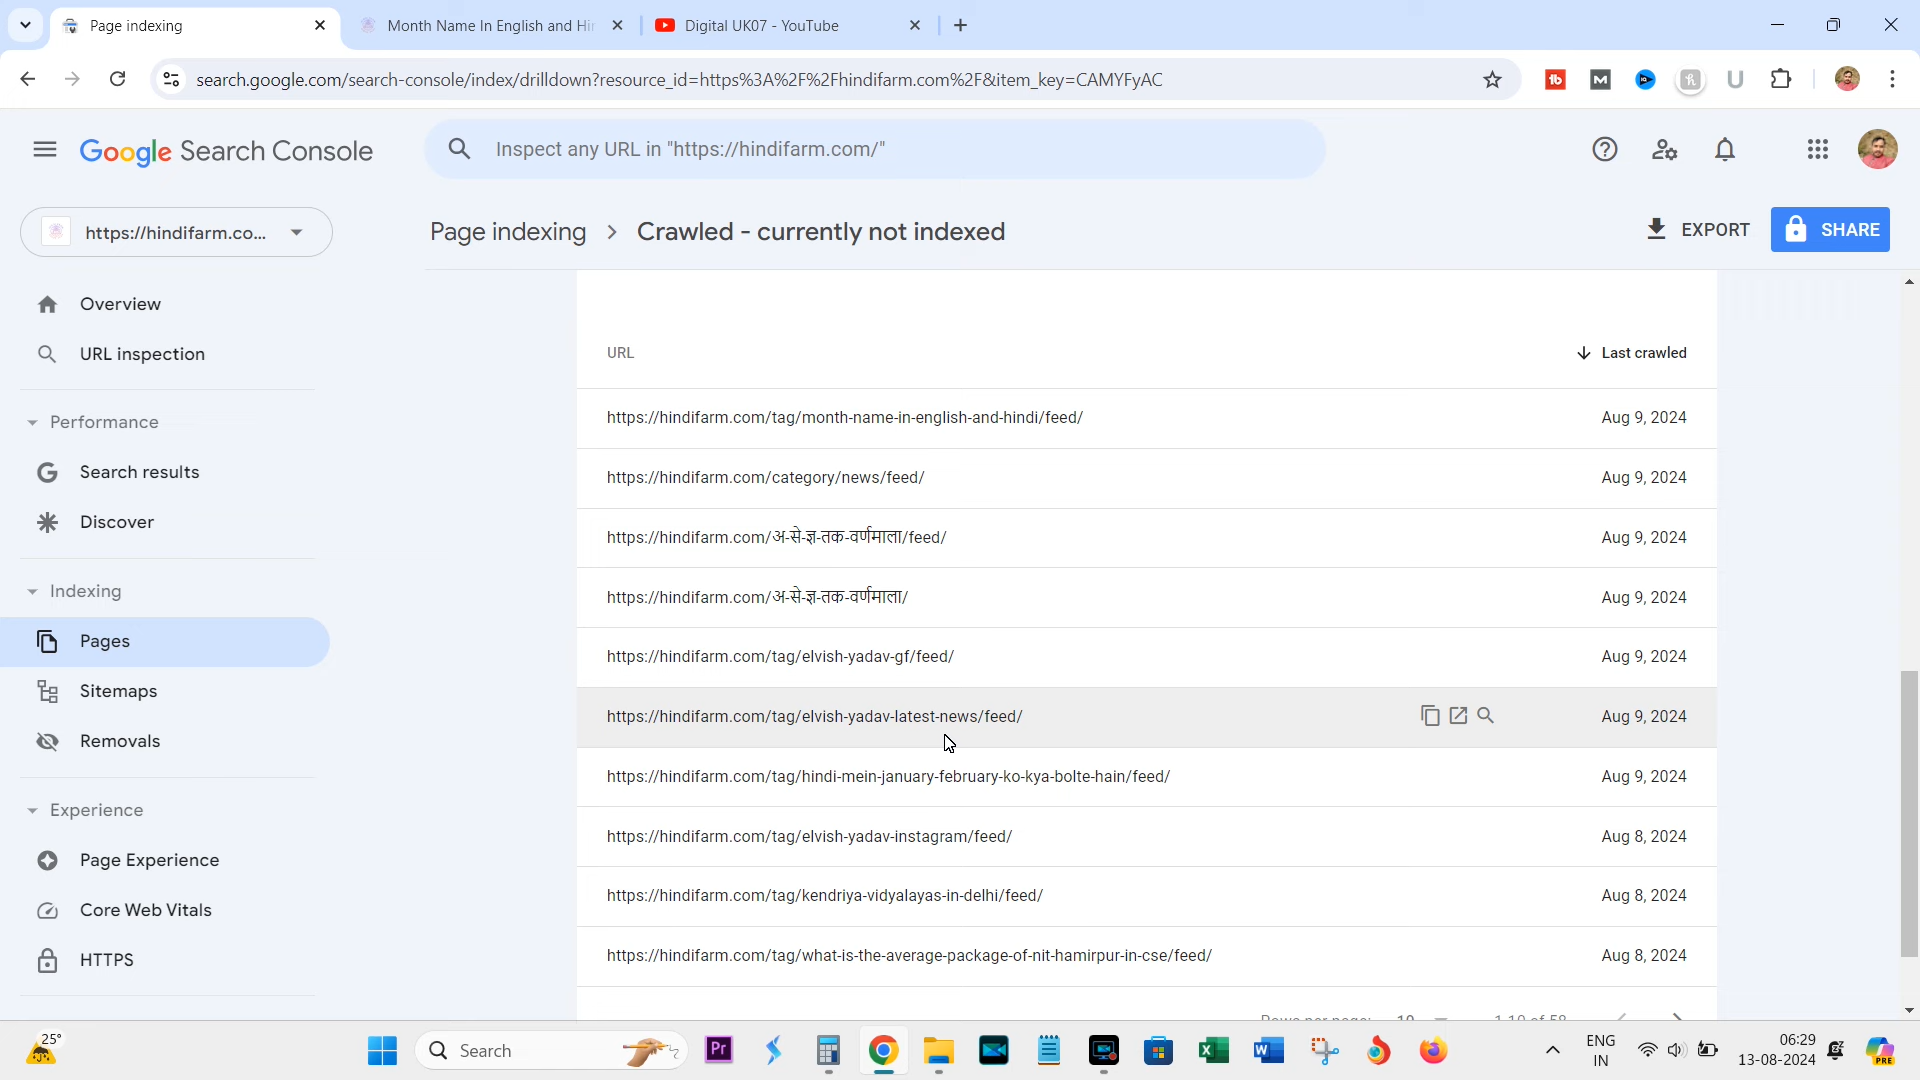 Page indexing
Month Name In English and Hi
Digital UK07 - YouTube
search.google.com/search-console/index/drilldown?resource_id=https%3A%2F%2Fhindifarm.com%2F&item_key=CAMYFyAC
Google Search Console
Inspect any URL in "https://hindifarm.com/"
https://hindifarm.co...
Page indexing > Crawled - currently not indexed
EXPORT
SHARE
Overview
URL inspection
Performance
Search results
Discover
Indexing
Pages
Sitemaps
Removals
Experience
Page Experience
Core Web Vitals
HTTPS
URL Last crawled
https://hindifarm.com/tag/month-name-in-english-and-hindi/feed/ Aug 9, 2024
https://hindifarm.com/category/news/feed/ Aug 9, 2024
https://hindifarm.com/अ-से-ज्ञ-तक-वर्णमाला/feed/ Aug 9, 2024
https://hindifarm.com/अ-से-ज्ञ-तक-वर्णमाला/ Aug 9, 2024
https://hindifarm.com/tag/elvish-yadav-gf/feed/ Aug 9, 2024
https://hindifarm.com/tag/elvish-yadav-latest-news/feed/ Aug 9, 2024
https://hindifarm.com/tag/hindi-mein-january-february-ko-kya-bolte-hain/feed/ Aug 9, 2024
https://hindifarm.com/tag/elvish-yadav-instagram/feed/ Aug 8, 2024
https://hindifarm.com/tag/kendriya-vidyalayas-in-delhi/feed/ Aug 8, 2024
https://hindifarm.com/tag/what-is-the-average-package-of-nit-hamirpur-in-cse/feed/ Aug 8, 2024
Rows per page: 10 1-10 of 58
25°
Search
ENG
IN
06:29
13-08-2024